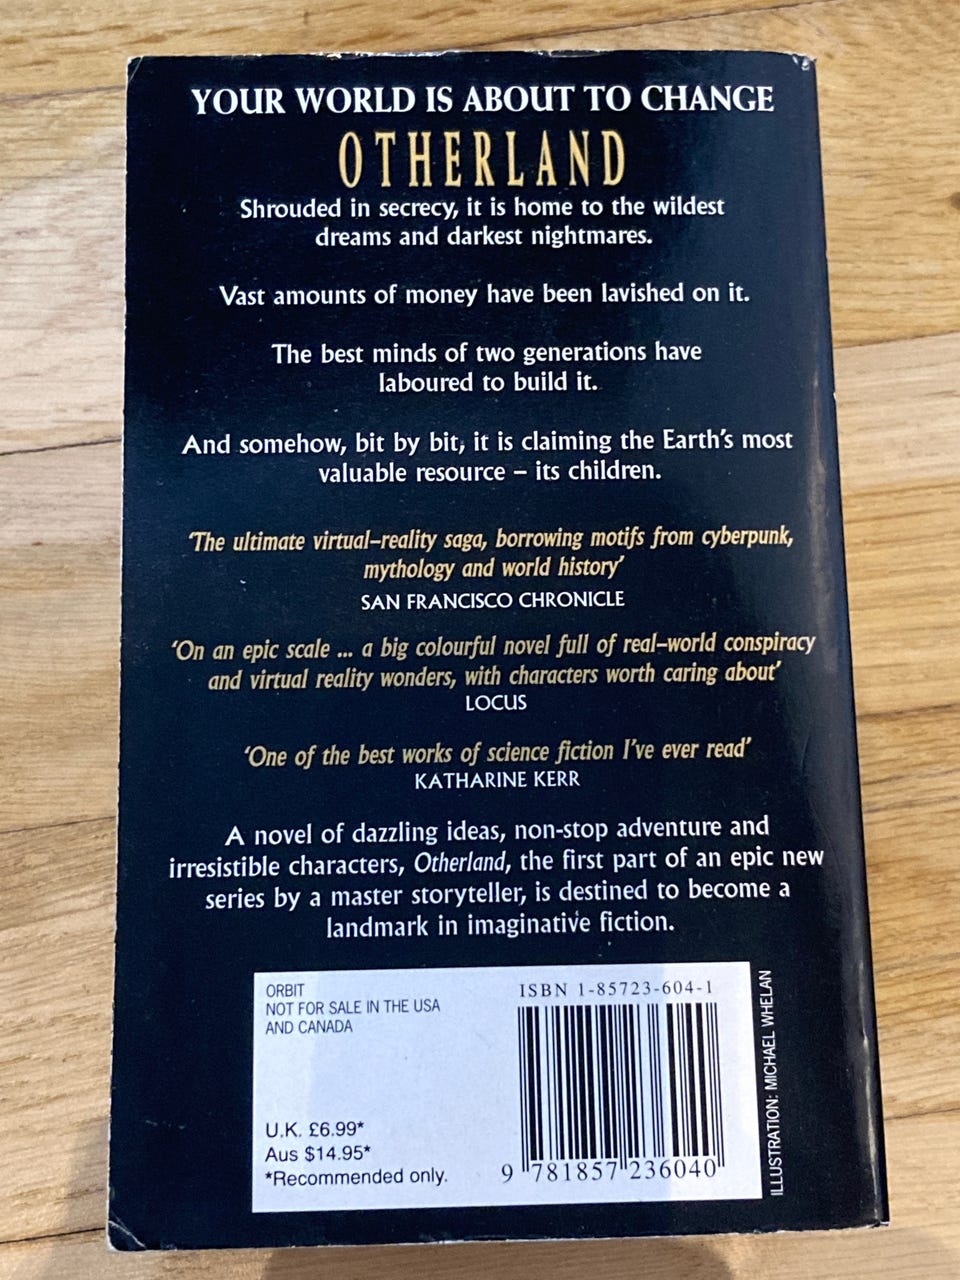 YOUR WORLD IS ABOUT TO CHANGE
OTHERLAND
Shrouded in secrecy, it is home to the wildest
dreams and darkest nightmares.
Vast amounts of money have been lavished on it.
The best minds of two generations have
laboured to build it.
And somehow, bit by bit, it is claiming the Earth's most
valuable resource – its children.
'The ultimate virtual–reality saga, borrowing motifs from cyberpunk,
mythology and world history'
SAN FRANCISCO CHRONICLE
'On an epic scale ... a big colourful novel full of real–world conspiracy
and virtual reality wonders, with characters worth caring about'
LOCUS
'One of the best works of science fiction I've ever read'
KATHARINE KERR
A novel of dazzling ideas, non-stop adventure and
irresistible characters, Otherland, the first part of an epic new
series by a master storyteller, is destined to become a
landmark in imaginative fiction.
ORBIT
NOT FOR SALE IN THE USA
AND CANADA
U.K. £6.99*
Aus $14.95*
*Recommended only.
ISBN 1-85723-604-1
9 781857 236040
ILLUSTRATION: MICHAEL WHELAN